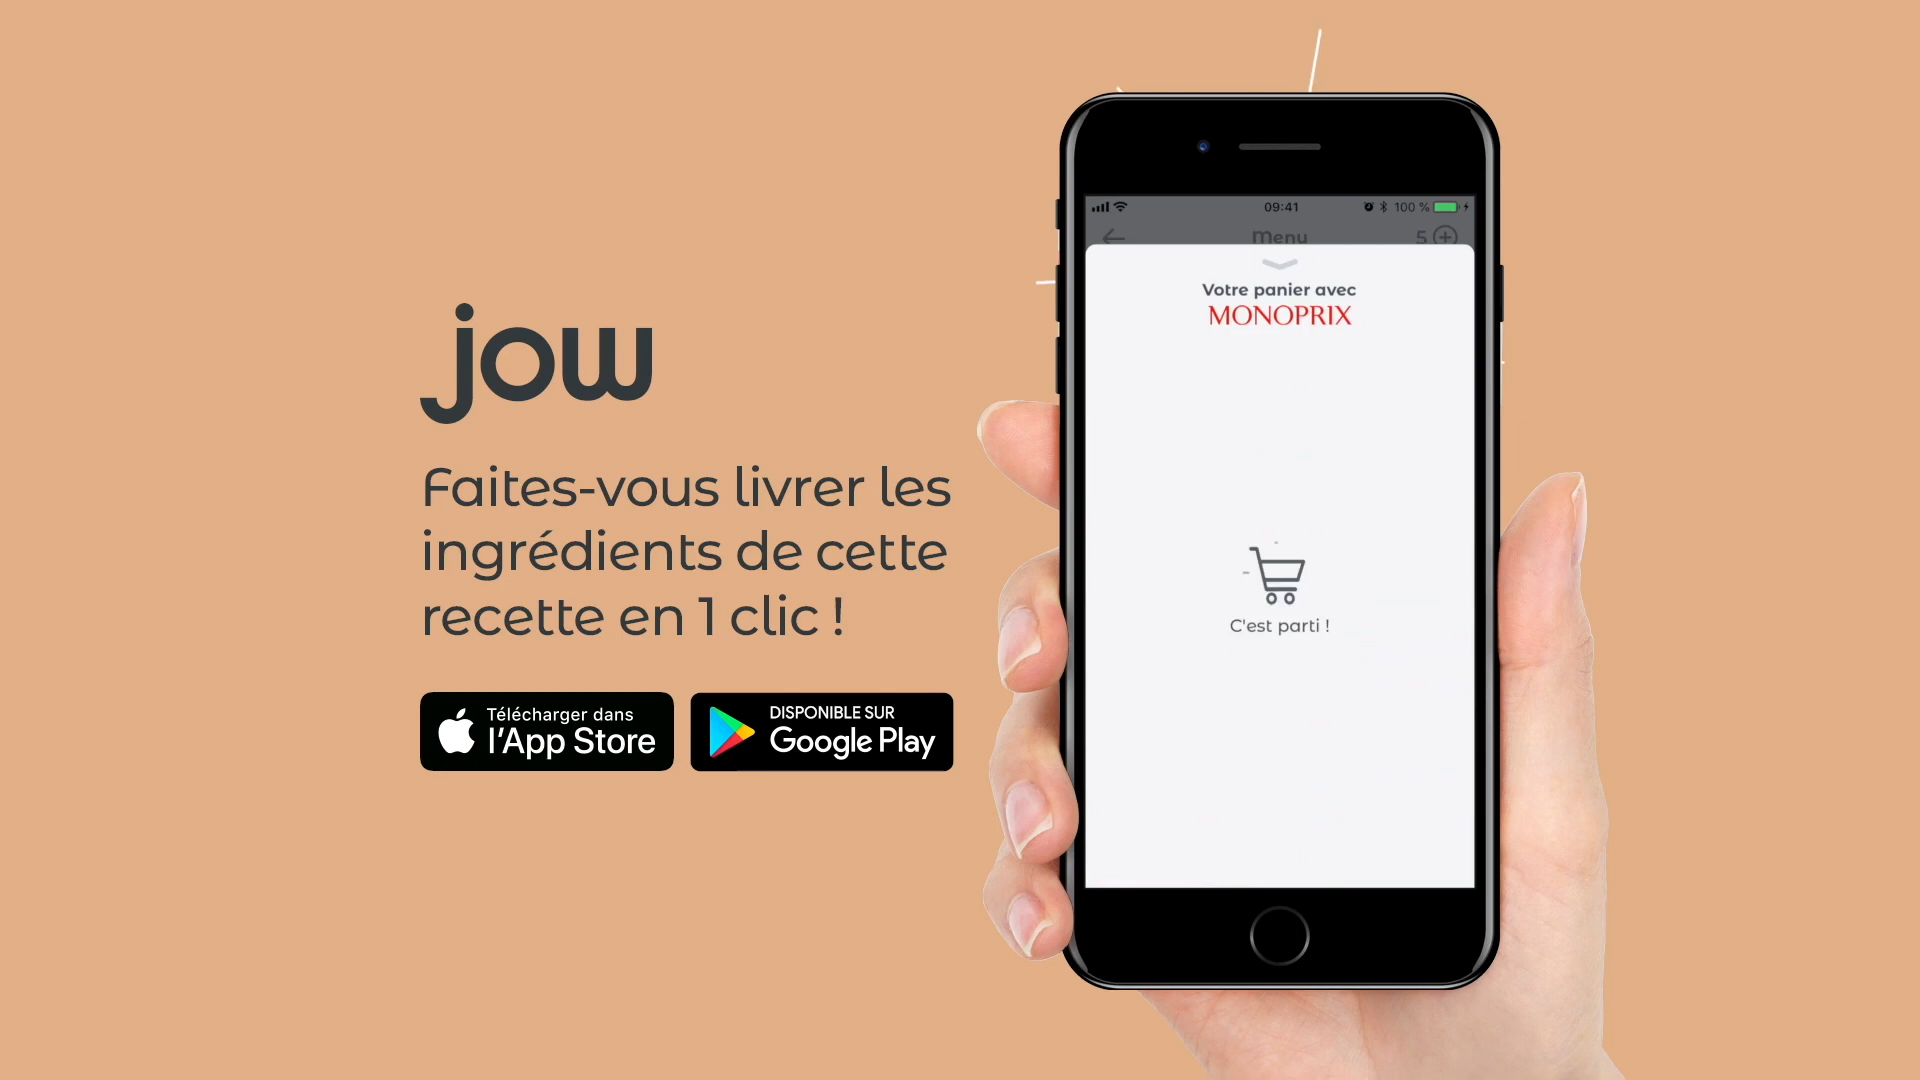 jow
Faites-vous livrer les
ingrédients de cette
recette en 1 clic !
Télécharger dans
l'App Store
DISPONIBLE SUR
Google Play
09:41
100 %
Menu
5
Votre panier avec
MONOPRIX
C'est parti !